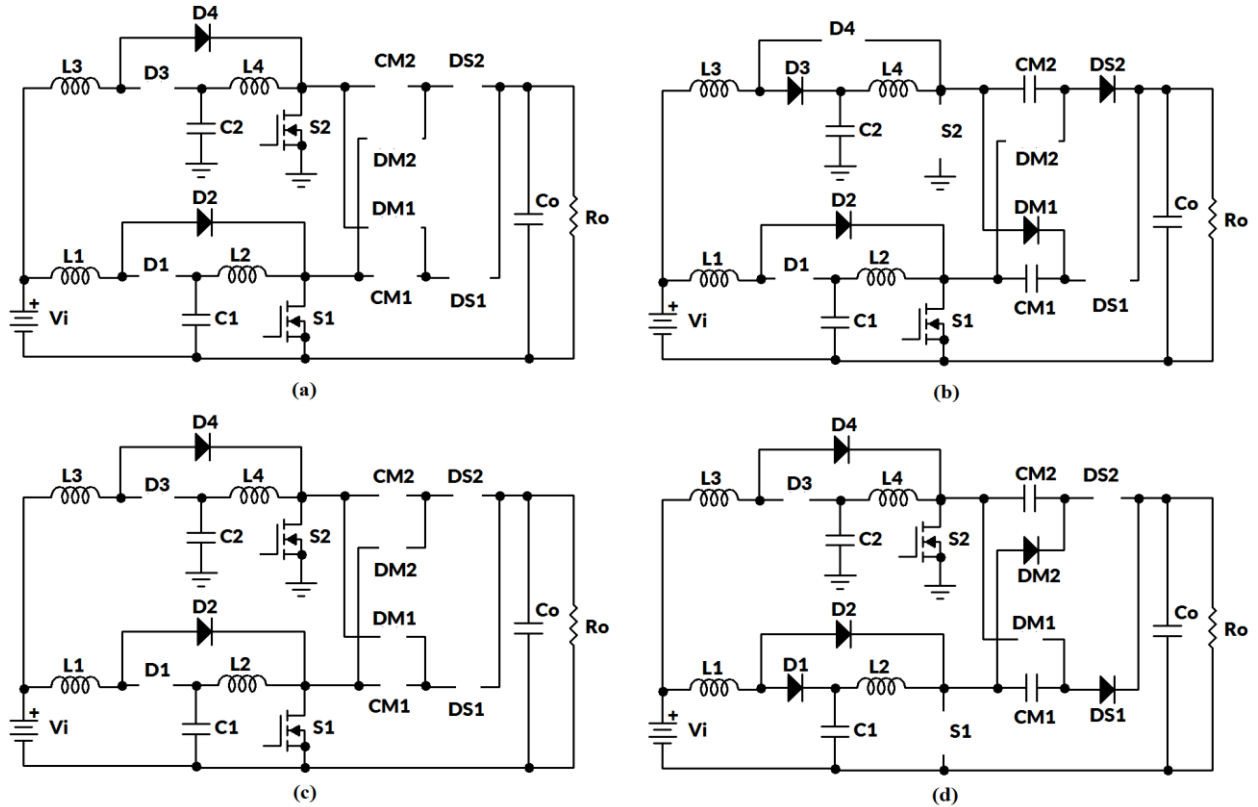 D4
L3
D3
L4
CM2
DS2
C2
S2
DM2
D2
DM1
Co
Ro
L1
D1
L2
CM1
DS1
+
Vi
C1
S1
(a)
D4
L3
D3
L4
CM2
DS2
C2
S2
DM2
D2
DM1
Co
Ro
L1
D1
L2
CM1
DS1
+
Vi
C1
S1
(b)
D4
L3
D3
L4
CM2
DS2
C2
S2
DM2
D2
DM1
Co
Ro
L1
D1
L2
CM1
DS1
+
Vi
C1
S1
(c)
D4
L3
D3
L4
CM2
DS2
C2
S2
DM2
D2
DM1
Co
Ro
L1
D1
L2
CM1
DS1
+
Vi
C1
S1
(d)